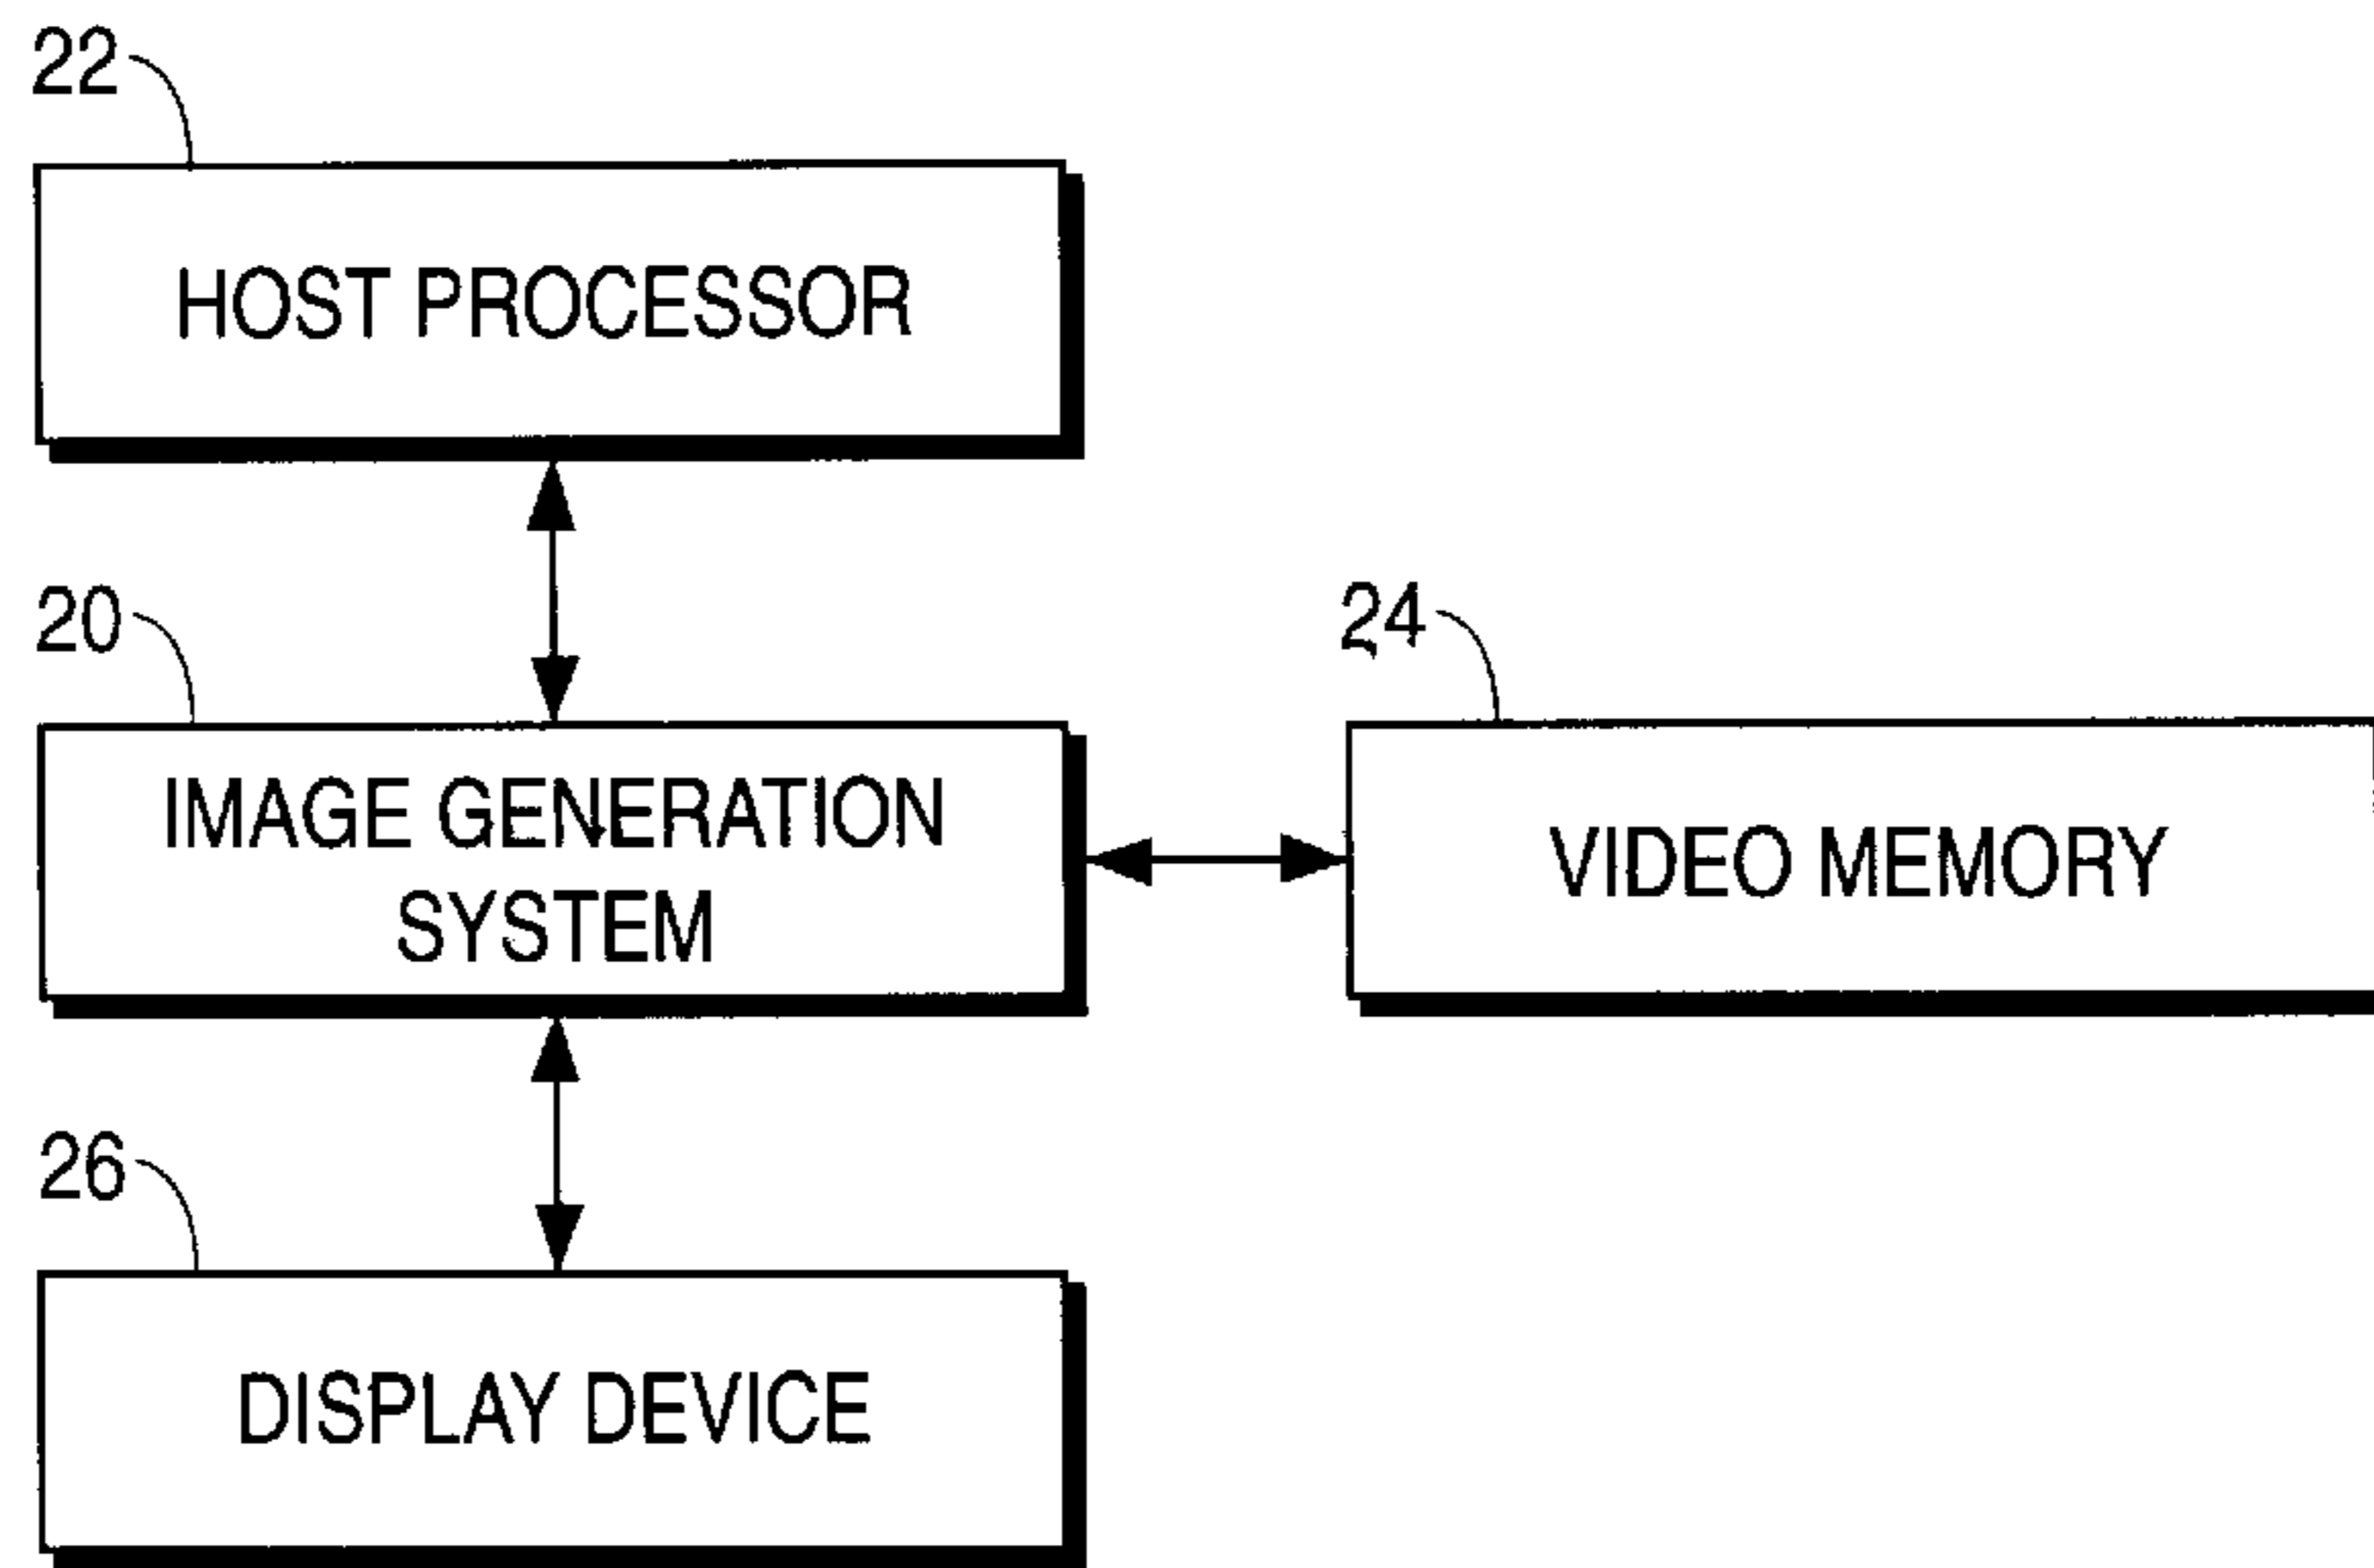 22
HOST PROCESSOR
20
24
IMAGE GENERATION
SYSTEM
VIDEO MEMORY
26
DISPLAY DEVICE